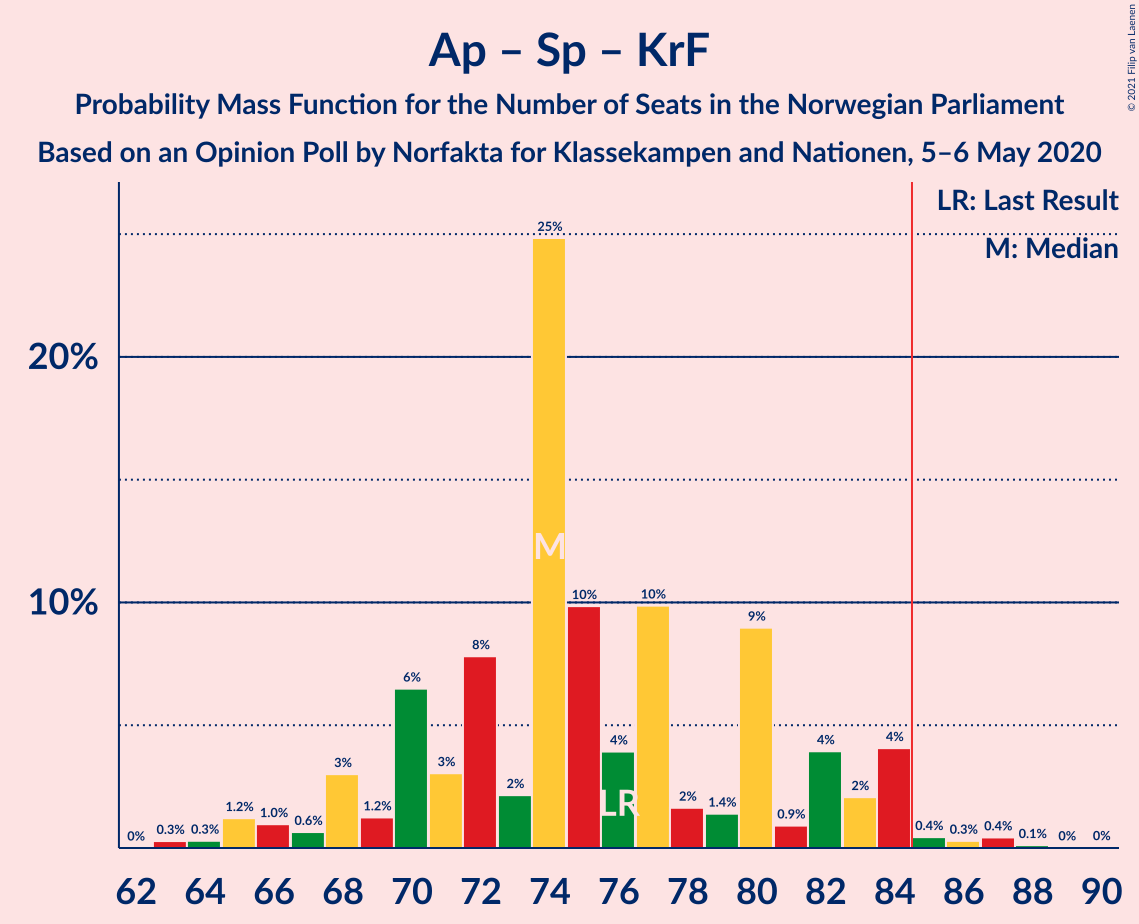 Ap – Sp – KrF
Probability Mass Function for the Number of Seats in the Norwegian Parliament
Based on an Opinion Poll by Norfakta for Klassekampen and Nationen, 5–6 May 2020
© 2021 Filip van Laenen
LR: Last Result
M: Median
20%
10%
0% 0.3% 0.3% 1.2% 1.0% 0.6% 3% 1.2% 6% 3% 8% 2% 25% 10% 4% 10% 2% 1.4% 9% 0.9% 4% 2% 4% 0.4% 0.3% 0.4% 0.1% 0% 0%
M
LR
62 64 66 68 70 72 74 76 78 80 82 84 86 88 90